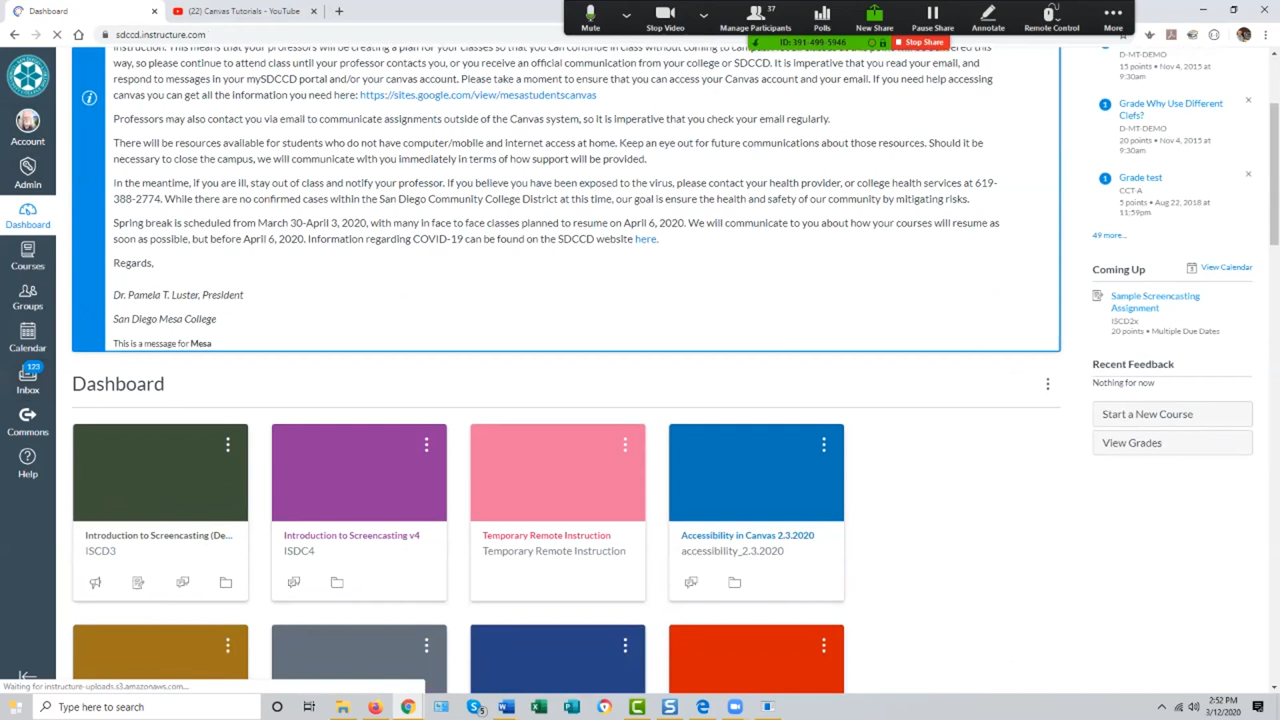 Dashboard
(22) Canvas Tutorials - YouTube
sdccd.instructure.com
Mute
Stop Video
Manage Participants
37
Polls
New Share
Pause Share
Annotate
Remote Control
More
ID: 391-499-5946
Stop Share
way, so please continue to attend class until your professor contacts you, or you receive an official communication from your college or SDCCD. It is imperative that you read your email, and
respond to messages in your mySDCCD portal and/or your canvas account. Please take a moment to ensure that you can access your Canvas account and your email. If you need help accessing
canvas you can get all the information you need here: https://sites.google.com/view/mesastudentscanvas
Professors may also contact you via email to communicate assignments outside of the Canvas system, so it is imperative that you check your email regularly.
There will be resources available for students who do not have computer/mobile and Internet access at home. Keep an eye out for future communications about those resources. Should it be
necessary to close the campus, we will communicate with you immediately in terms of how support will be provided.
In the meantime, if you are ill, stay out of class and notify your professor. If you believe you have been exposed to the virus, please contact your health provider, or college health services at 619-
388-2774. While there are no confirmed cases within the San Diego Community College District at this time, our goal is ensure the health and safety of our community by mitigating risks.
Spring break is scheduled from March 30-April 3, 2020, with many in face to face classes planned to resume on April 6, 2020. We will communicate to you about how your courses will resume as
soon as possible, but before April 6, 2020. Information regarding COVID-19 can be found on the SDCCD website here.
Regards,
Dr. Pamela T. Luster, President
San Diego Mesa College
This is a message for Mesa
Account
Admin
Dashboard
Courses
Groups
Calendar
123
Inbox
Commons
Help
Dashboard
Introduction to Screencasting (De...
ISCD3
Introduction to Screencasting v4
ISDC4
Temporary Remote Instruction
Temporary Remote Instruction
Accessibility in Canvas 2.3.2020
accessibility_2.3.2020
D-MT-DEMO
15 points • Nov 4, 2015 at
9:30am
1
Grade Why Use Different
Clefs?
D-MT-DEMO
20 points • Nov 4, 2015 at
9:30am
1
Grade test
CCT-A
5 points • Aug 22, 2018 at
11:59pm
49 more...
Coming Up
View Calendar
Sample Screencasting
Assignment
ISCD2x
20 points • Multiple Due Dates
Recent Feedback
Nothing for now
Start a New Course
View Grades
Waiting for instructure-uploads.s3.amazonaws.com...
Type here to search
2:52 PM
3/12/2020